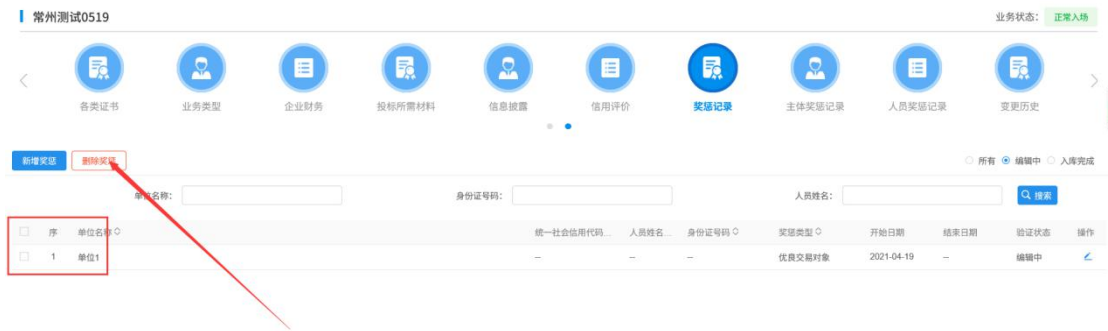 常州测试0519 业务状态： 正常入场
各类证书 业务类型 企业财务 投标所需材料 信息披露 信用评价 奖惩记录 主体奖惩记录 人员奖惩记录 变更历史
新增奖惩 删除奖惩 所有 编辑中 入库完成
单位名称： 身份证号码： 人员姓名： 搜索
序 单位名称 统一社会信用代码... 人员姓名... 身份证号码 奖惩类型 开始日期 结束日期 验证状态 操作
1 单位1 -- -- -- 优良交易对象 2021-04-19 -- 编辑中